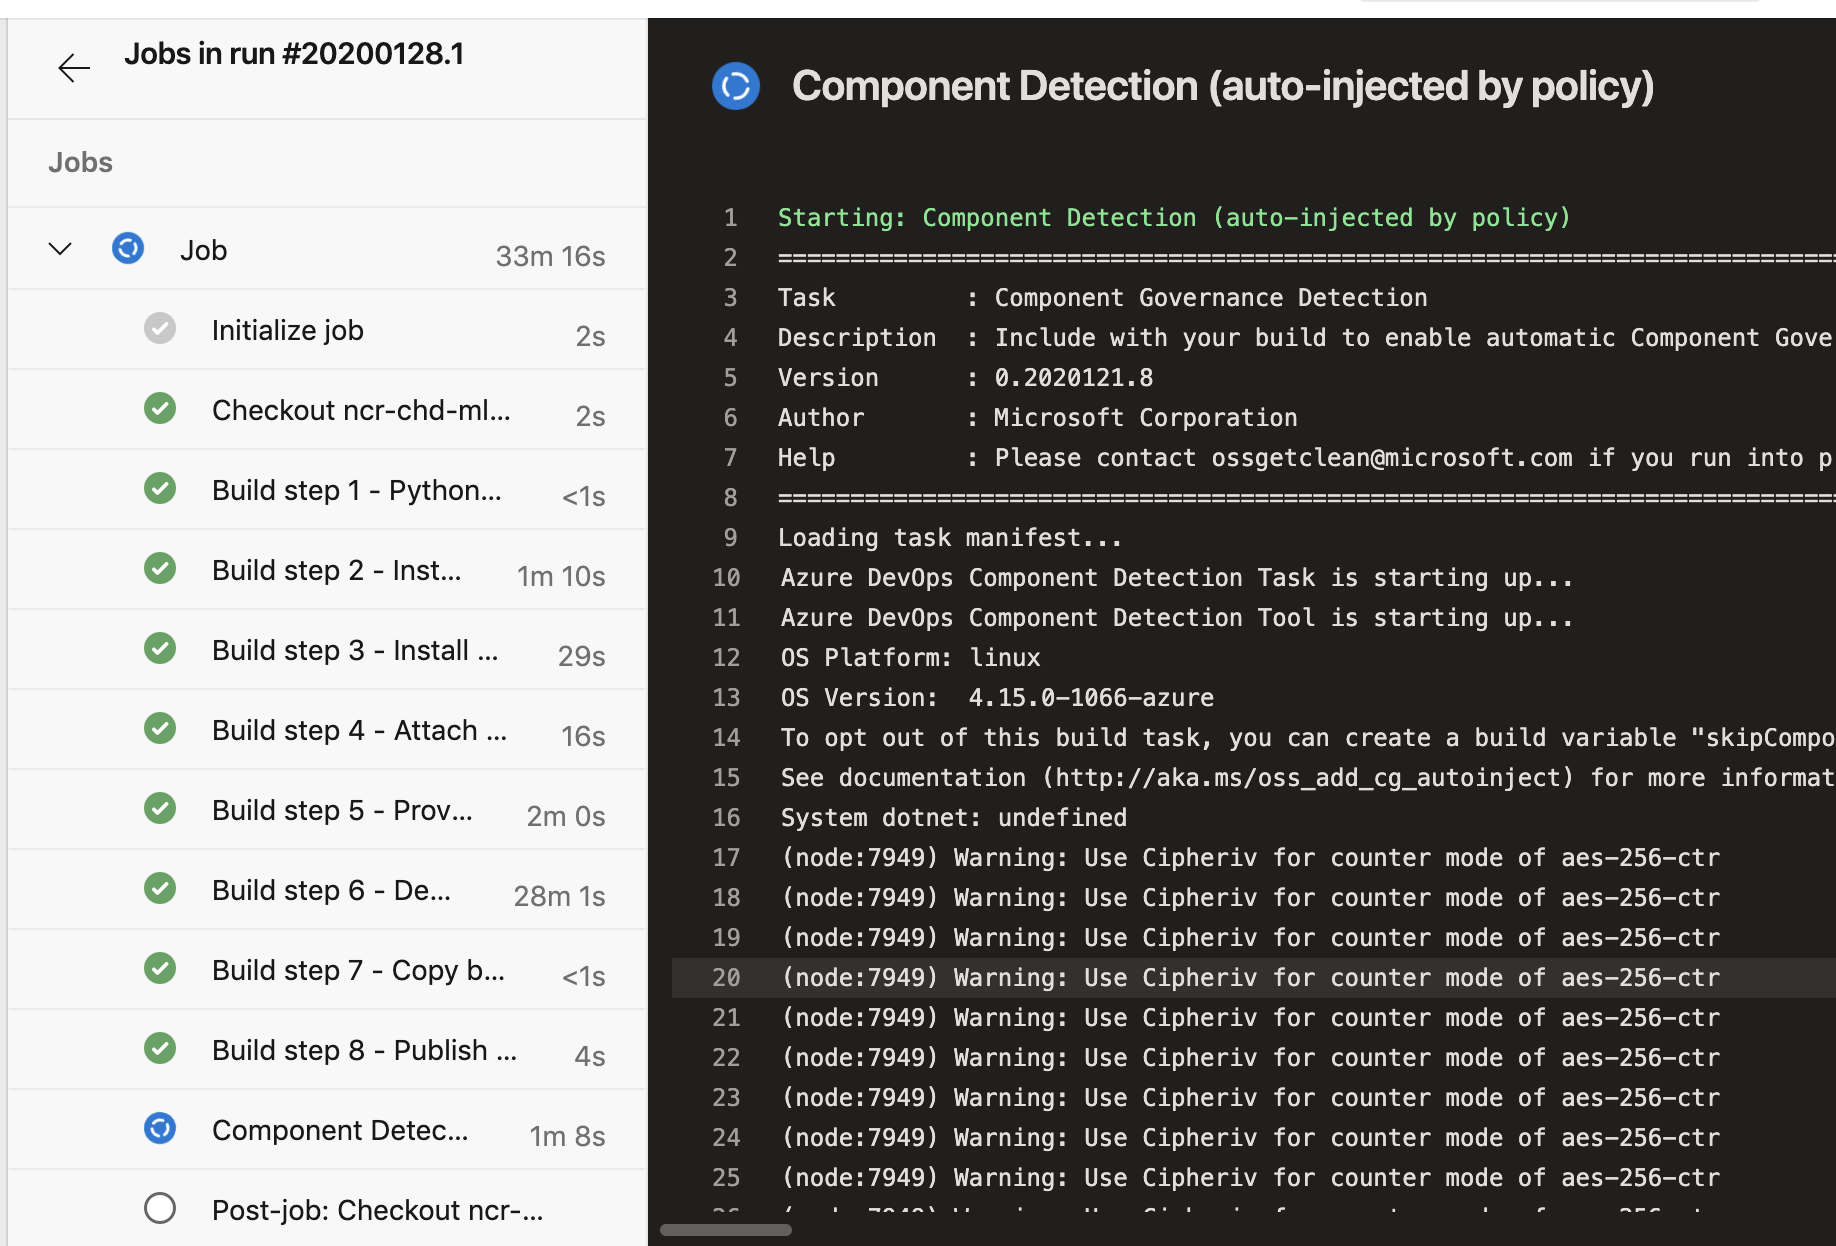 Jobs in run #20200128.1
Jobs
Job 33m 16s
Initialize job 2s
Checkout ncr-chd-ml... 2s
Build step 1 - Python... <1s
Build step 2 - Inst... 1m 10s
Build step 3 - Install ... 29s
Build step 4 - Attach ... 16s
Build step 5 - Prov... 2m 0s
Build step 6 - De... 28m 1s
Build step 7 - Copy b... <1s
Build step 8 - Publish ... 4s
Component Detec... 1m 8s
Post-job: Checkout ncr-...
Component Detection (auto-injected by policy)
1 Starting: Component Detection (auto-injected by policy)
2 ==========================================================================
3 Task         : Component Governance Detection
4 Description  : Include with your build to enable automatic Component Gove
5 Version      : 0.2020121.8
6 Author       : Microsoft Corporation
7 Help         : Please contact ossgetclean@microsoft.com if you run into p
8 ==========================================================================
9 Loading task manifest...
10 Azure DevOps Component Detection Task is starting up...
11 Azure DevOps Component Detection Tool is starting up...
12 OS Platform: linux
13 OS Version:  4.15.0-1066-azure
14 To opt out of this build task, you can create a build variable "skipCompo
15 See documentation (http://aka.ms/oss_add_cg_autoinject) for more informat
16 System dotnet: undefined
17 (node:7949) Warning: Use Cipheriv for counter mode of aes-256-ctr
18 (node:7949) Warning: Use Cipheriv for counter mode of aes-256-ctr
19 (node:7949) Warning: Use Cipheriv for counter mode of aes-256-ctr
20 (node:7949) Warning: Use Cipheriv for counter mode of aes-256-ctr
21 (node:7949) Warning: Use Cipheriv for counter mode of aes-256-ctr
22 (node:7949) Warning: Use Cipheriv for counter mode of aes-256-ctr
23 (node:7949) Warning: Use Cipheriv for counter mode of aes-256-ctr
24 (node:7949) Warning: Use Cipheriv for counter mode of aes-256-ctr
25 (node:7949) Warning: Use Cipheriv for counter mode of aes-256-ctr